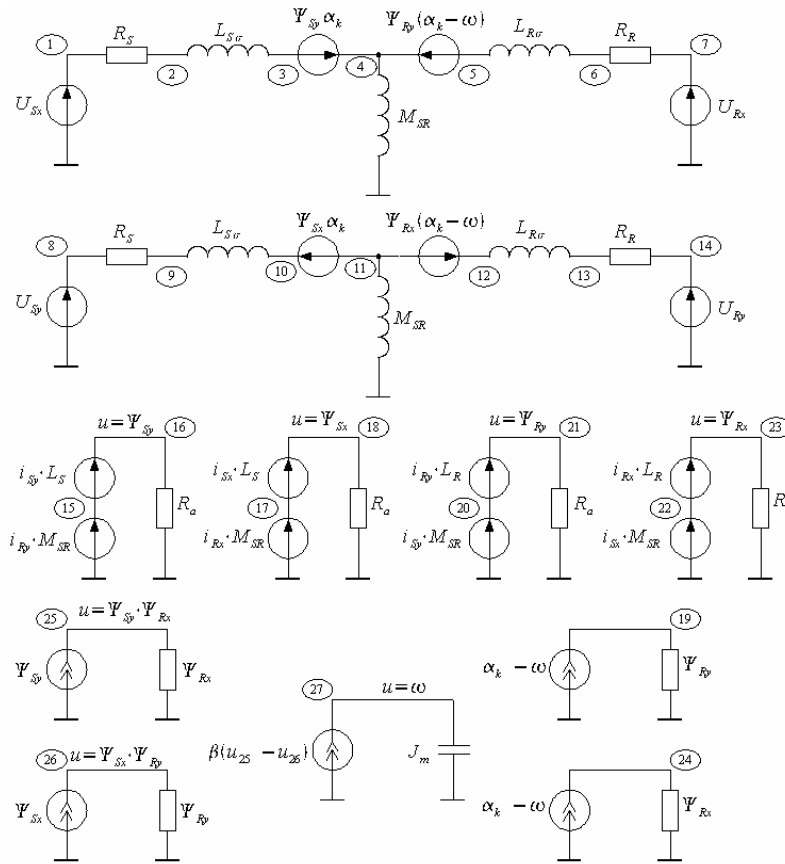 Ψ_Sy α_k Ψ_Ry (α_k − ω)
1 R_S L_Sσ L_Rσ R_R 7
2 3 4 5 6
U_Sx M_SR U_Rx
Ψ_Sx α_k Ψ_Rx (α_k − ω)
8 R_S L_Sσ L_Rσ R_R 14
9 10 11 12 13
U_Sy M_SR U_Ry
u = Ψ_Sy 16 u = Ψ_Sx 18 u = Ψ_Ry 21 u = Ψ_Rx 23
i_Sy · L_S i_Sx · L_S i_Ry · L_R i_Rx · L_R
15 R_a 17 R_a 20 R_a 22 R
i_Ry · M_SR i_Rx · M_SR i_Sy · M_SR i_Sx · M_SR
25 u = Ψ_Sy · Ψ_Rx 19
Ψ_Sy Ψ_Rx α_k − ω Ψ_Ry
27 u = ω
26 u = Ψ_Sx · Ψ_Ry β(u_25 − u_26) J_m 24
Ψ_Sx Ψ_Ry α_k − ω Ψ_Rx